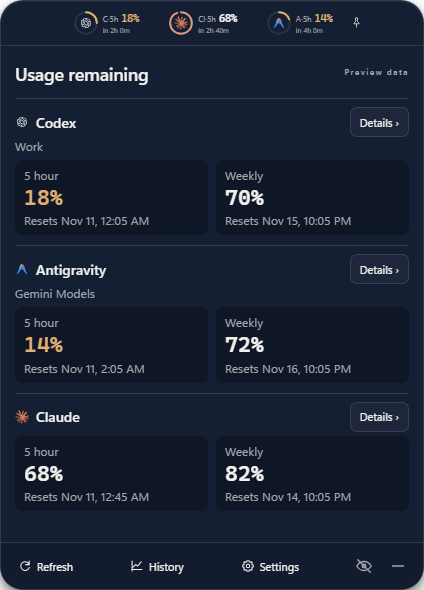 C·5h 18% Cl·5h 68% A·5h 14%
in 2h 0m in 2h 40m in 4h 0m
Usage remaining Preview data
Codex Details ›
Work
5 hour Weekly
18% 70%
Resets Nov 11, 12:05 AM Resets Nov 15, 10:05 PM
Antigravity Details ›
Gemini Models
5 hour Weekly
14% 72%
Resets Nov 11, 2:05 AM Resets Nov 16, 10:05 PM
Claude Details ›
5 hour Weekly
68% 82%
Resets Nov 11, 12:45 AM Resets Nov 14, 10:05 PM
Refresh History Settings